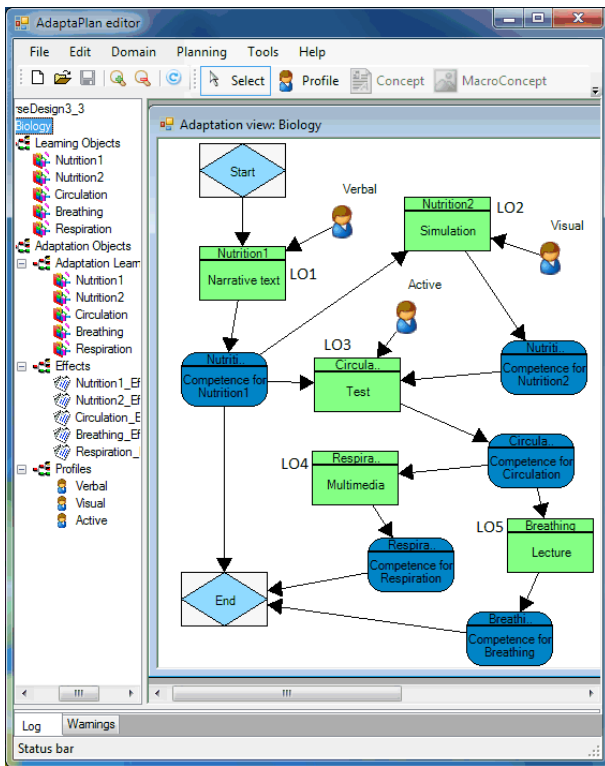 AdaptaPlan editor
File Edit Domain Planning Tools Help
Select Profile Concept MacroConcept
rseDesign3_3
Biology
Learning Objects
Nutrition1
Nutrition2
Circulation
Breathing
Respiration
Adaptation Objects
Adaptation Learn
Nutrition1
Nutrition2
Circulation
Breathing
Respiration
Effects
Nutrition1_Ef
Nutrition2_Ef
Circulation_E
Breathing_Ef
Respiration_
Profiles
Verbal
Visual
Active
Adaptation view: Biology
Start
Verbal
Nutrition2
Simulation
LO2
Visual
Nutrition1
Narrative text
LO1
Active
LO3
Circula..
Test
Nutriti..
Competence for
Nutrition1
Nutriti..
Competence for
Nutrition2
LO4
Respira..
Multimedia
Circula..
Competence for
Circulation
LO5
Breathing
Lecture
Respira..
Competence for
Respiration
End
Breathi..
Competence for
Breathing
Log Warnings
Status bar